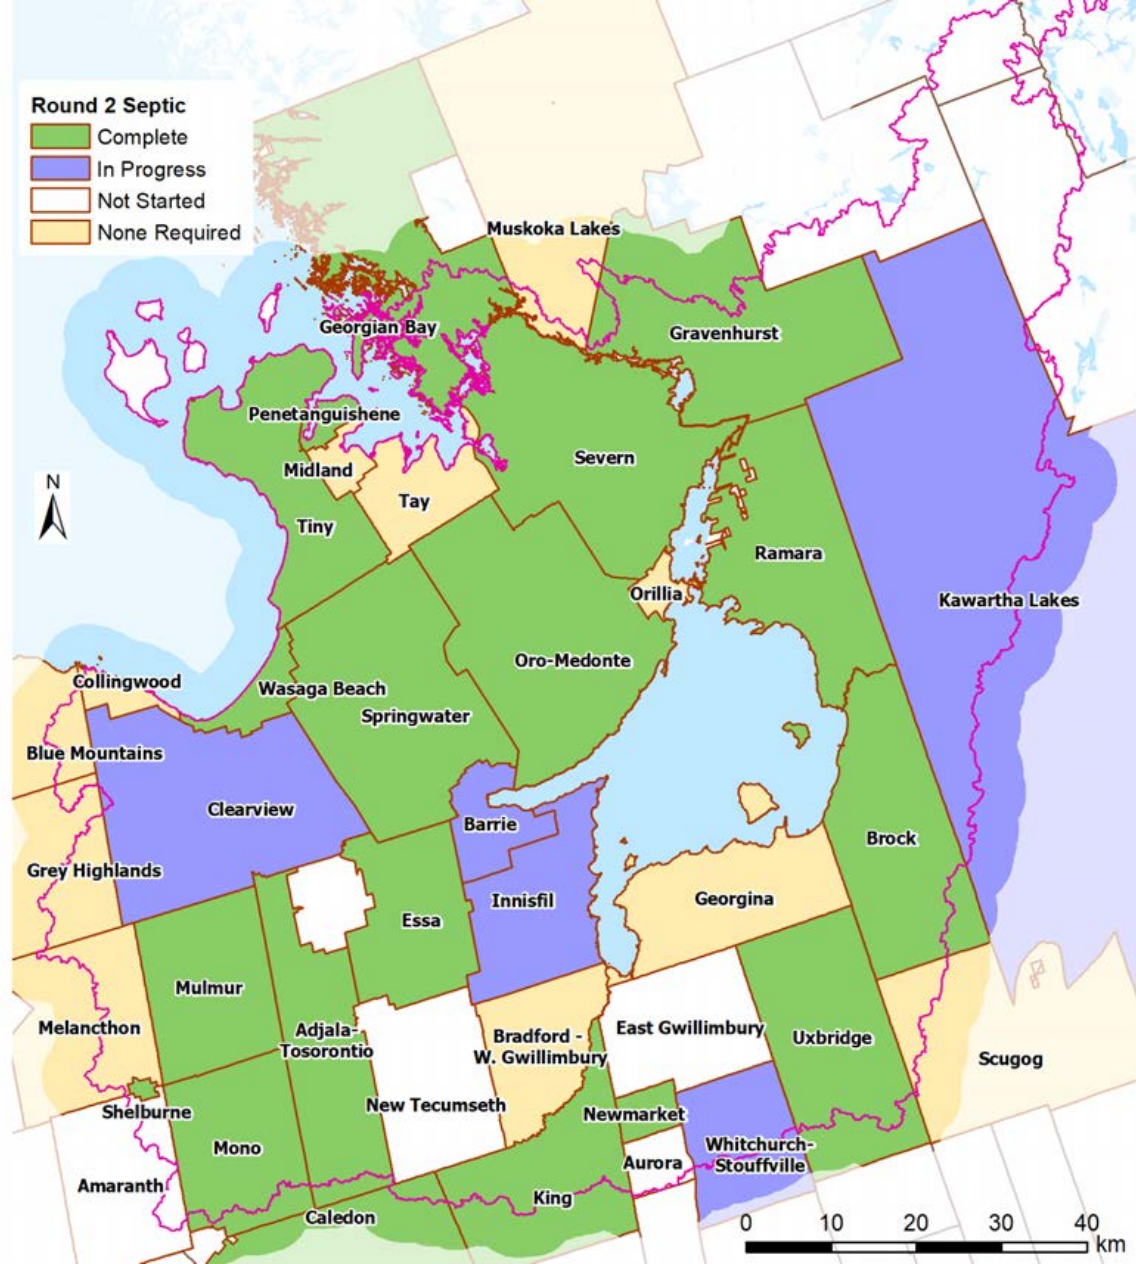 Round 2 Septic
Complete
In Progress
Not Started
None Required
Muskoka Lakes
Georgian Bay
Gravenhurst
Penetanguishene
Midland
Severn
Tay
N
Tiny
Ramara
Orillia
Kawartha Lakes
Oro-Medonte
Collingwood
Wasaga Beach
Springwater
Blue Mountains
Clearview
Barrie
Brock
Grey Highlands
Innisfil
Georgina
Essa
Mulmur
Melancthon
Adjala-
Tosorontio
Bradford -
W. Gwillimbury
East Gwillimbury
Uxbridge
Scugog
Shelburne
New Tecumseth
Newmarket
Mono
Whitchurch-
Stouffville
Aurora
Amaranth
King
Caledon
0 10 20 30 40
km